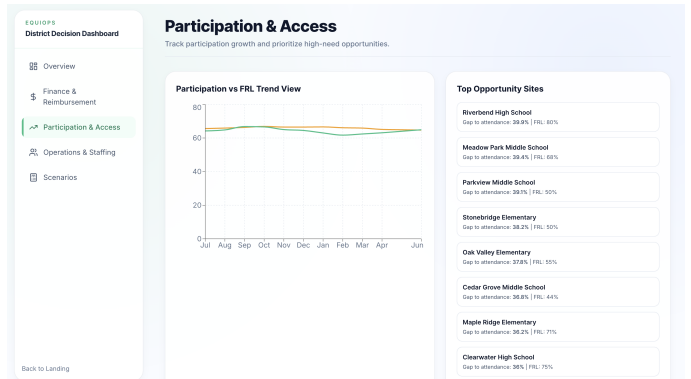 EQUIOPS
District Decision Dashboard
Overview
Finance &
Reimbursement
Participation & Access
Operations & Staffing
Scenarios
Back to Landing
Participation & Access
Track participation growth and prioritize high-need opportunities.
Participation vs FRL Trend View
80
60
40
20
0
Jul Aug Sep Oct Nov Dec Jan Feb Mar Apr Jun
Top Opportunity Sites
Riverbend High School
Gap to attendance: 39.9% | FRL: 80%
Meadow Park Middle School
Gap to attendance: 39.4% | FRL: 68%
Parkview Middle School
Gap to attendance: 39.1% | FRL: 50%
Stonebridge Elementary
Gap to attendance: 38.2% | FRL: 50%
Oak Valley Elementary
Gap to attendance: 37.8% | FRL: 55%
Cedar Grove Middle School
Gap to attendance: 36.8% | FRL: 44%
Maple Ridge Elementary
Gap to attendance: 36.2% | FRL: 71%
Clearwater High School
Gap to attendance: 36% | FRL: 75%